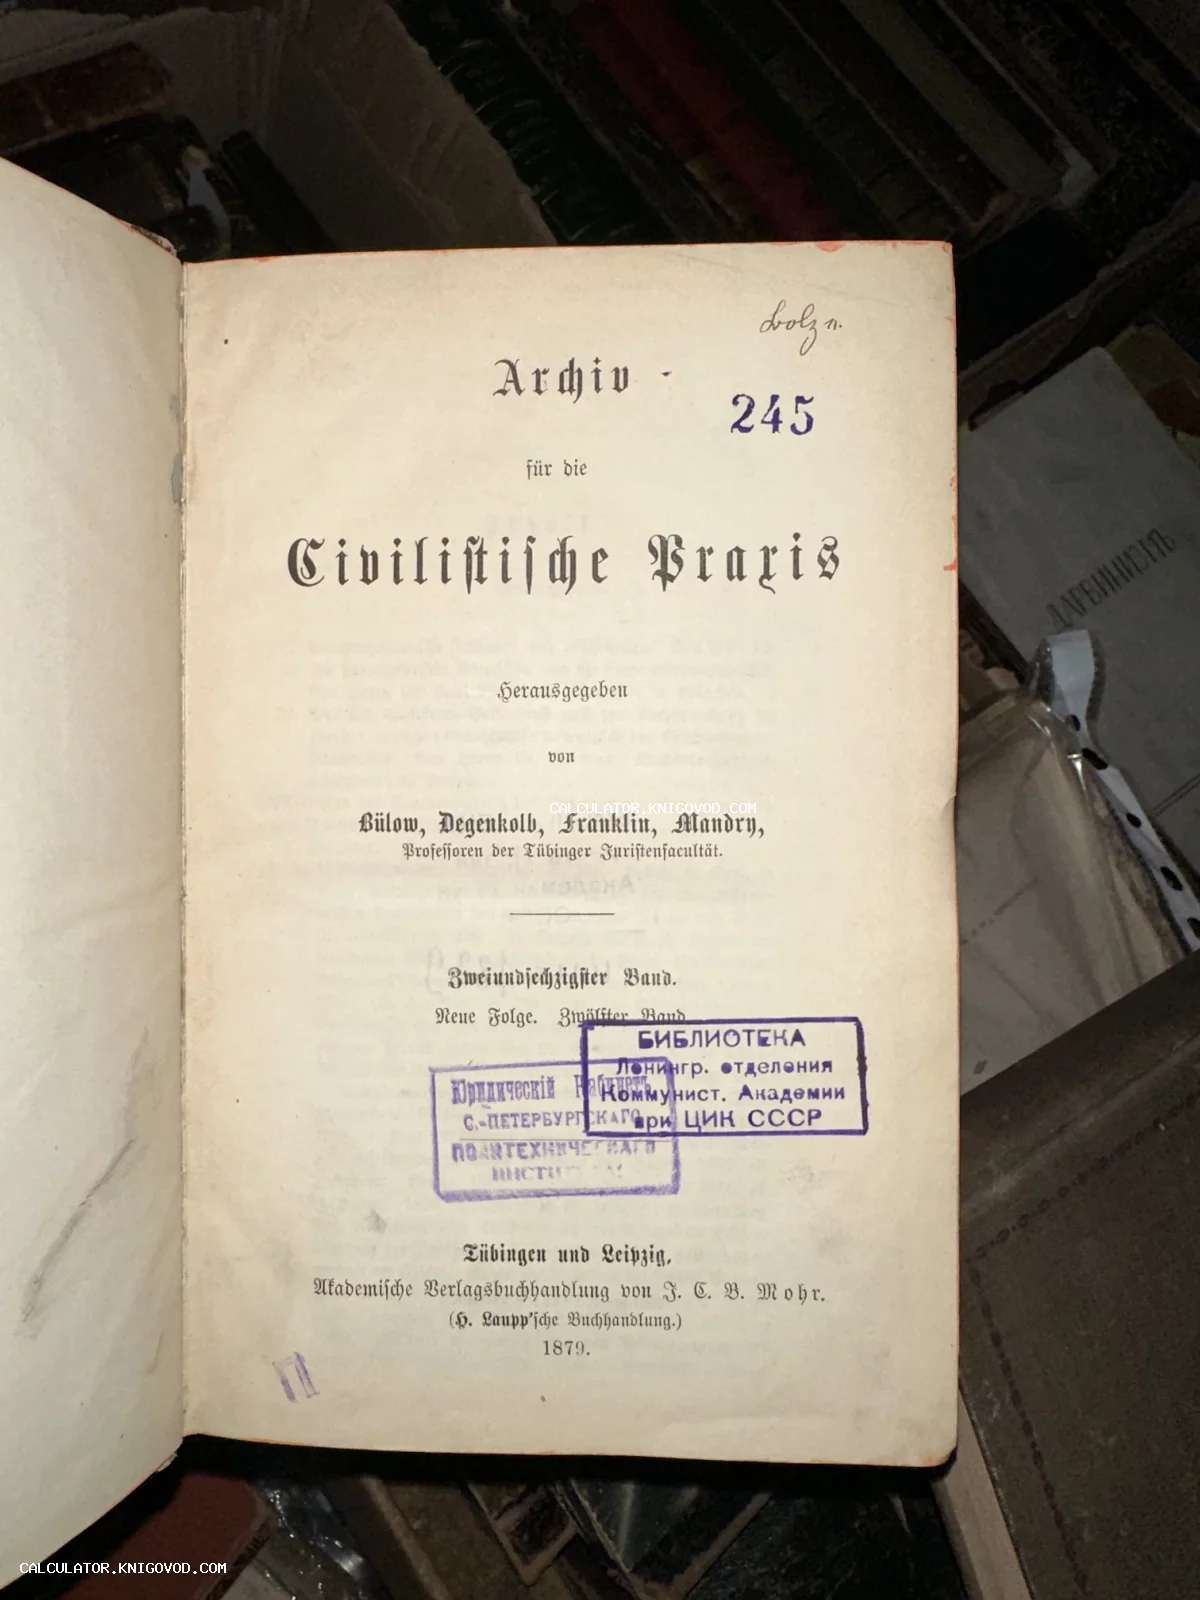 Archiv
245
für die
Civilistische Praxis
Herausgegeben
von
CALCULATOR.KNIGOVOD.COM
Bülow, Degenkolb, Franklin, Mandry,
Professoren der Tübinger Juristenfacultät.
Zweiundsechzigster Band.
Neue Folge. Zwölfter Band.
БИБЛИОТЕКА
Ленингр. отделения
Коммунист. Академии
при ЦИК СССР
Юридическій Кабинетъ
С.-ПЕТЕРБУРГСКАГО
ПОЛИТЕХНИЧЕСКАГО
Tübingen und Leipzig,
Akademische Verlagsbuchhandlung von J. C. B. Mohr.
(H. Laupp'sche Buchhandlung.)
1879.
П
ДАРВИНИСТЪ
CALCULATOR.KNIGOVOD.COM